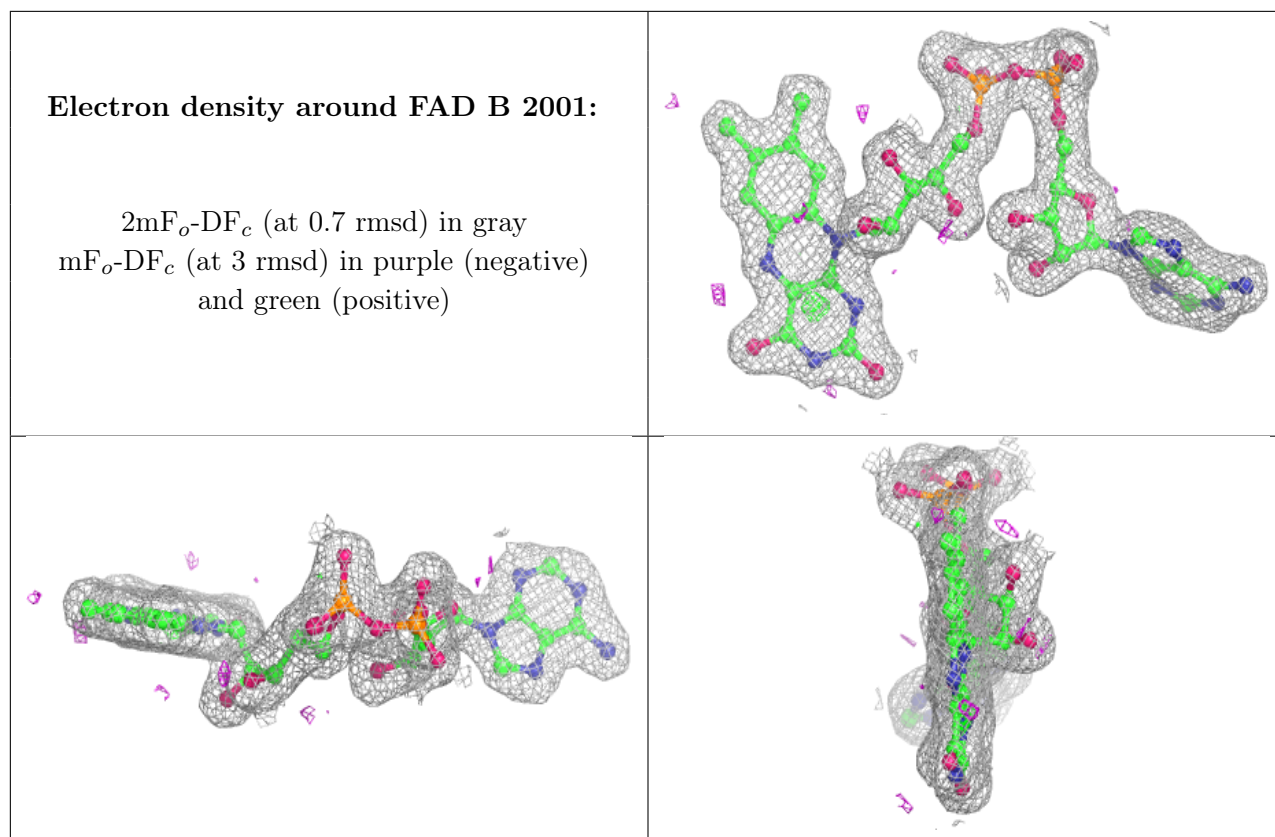 Electron density around FAD B 2001:
2mFo-DFc (at 0.7 rmsd) in gray
mFo-DFc (at 3 rmsd) in purple (negative)
and green (positive)